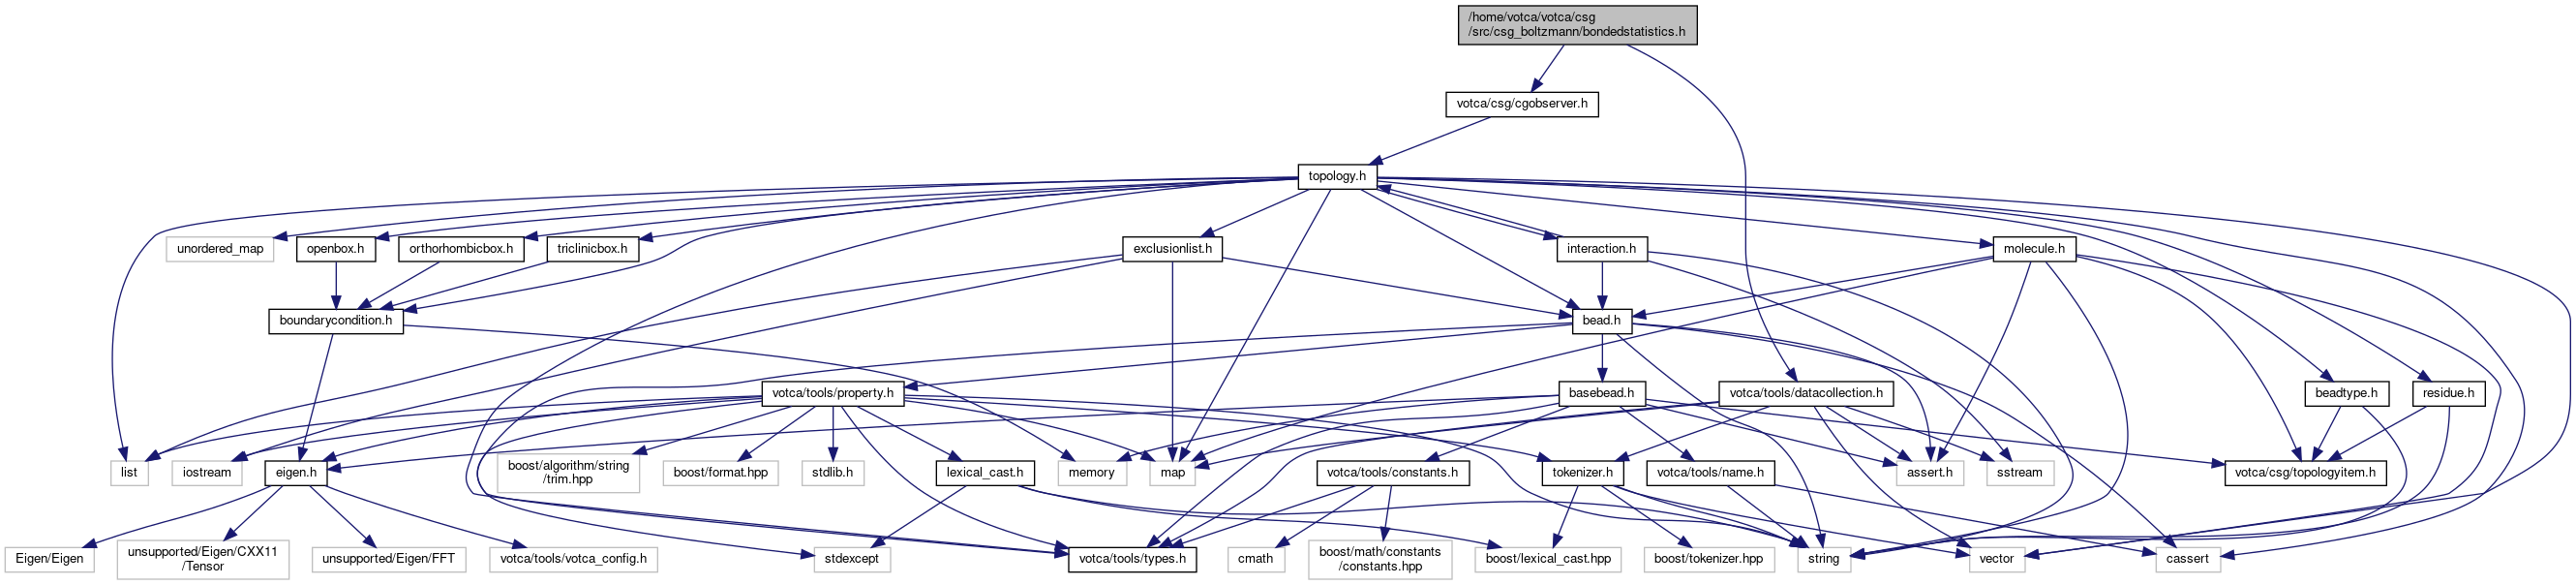 /home/votca/votca/csg
/src/csg_boltzmann/bondedstatistics.h
votca/csg/cgobserver.h
topology.h
unordered_map
openbox.h
orthorhombicbox.h
triclinicbox.h
exclusionlist.h
interaction.h
molecule.h
boundarycondition.h
bead.h
votca/tools/property.h
basebead.h
votca/tools/datacollection.h
beadtype.h
residue.h
list
iostream
eigen.h
boost/algorithm/string
/trim.hpp
boost/format.hpp
stdlib.h
lexical_cast.h
memory
map
votca/tools/constants.h
tokenizer.h
votca/tools/name.h
assert.h
sstream
votca/csg/topologyitem.h
Eigen/Eigen
unsupported/Eigen/CXX11
/Tensor
unsupported/Eigen/FFT
votca/tools/votca_config.h
stdexcept
votca/tools/types.h
cmath
boost/math/constants
/constants.hpp
boost/lexical_cast.hpp
boost/tokenizer.hpp
string
vector
cassert